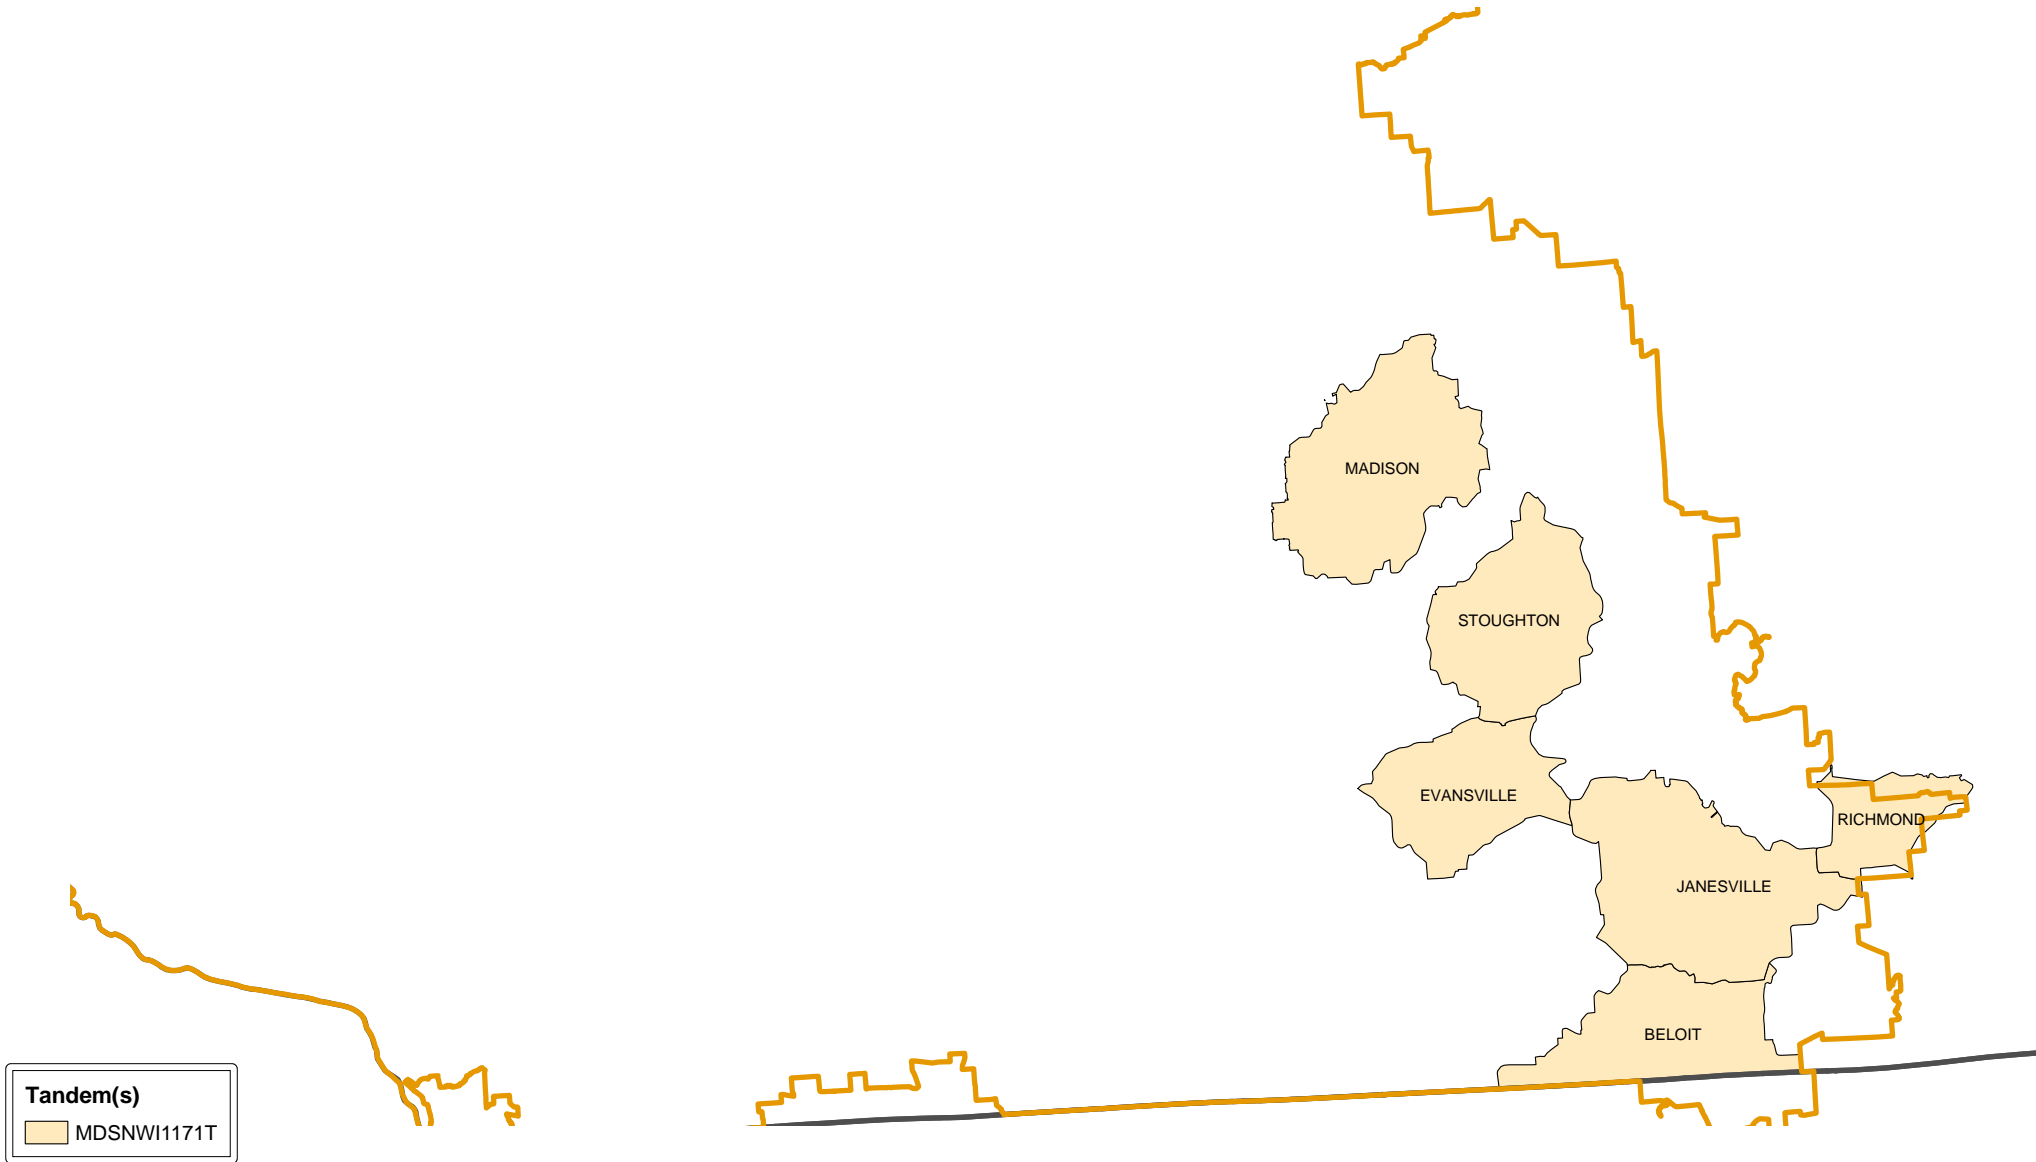 MADISON
STOUGHTON
EVANSVILLE
RICHMOND
JANESVILLE
BELOIT
Tandem(s)
MDSNWI1171T